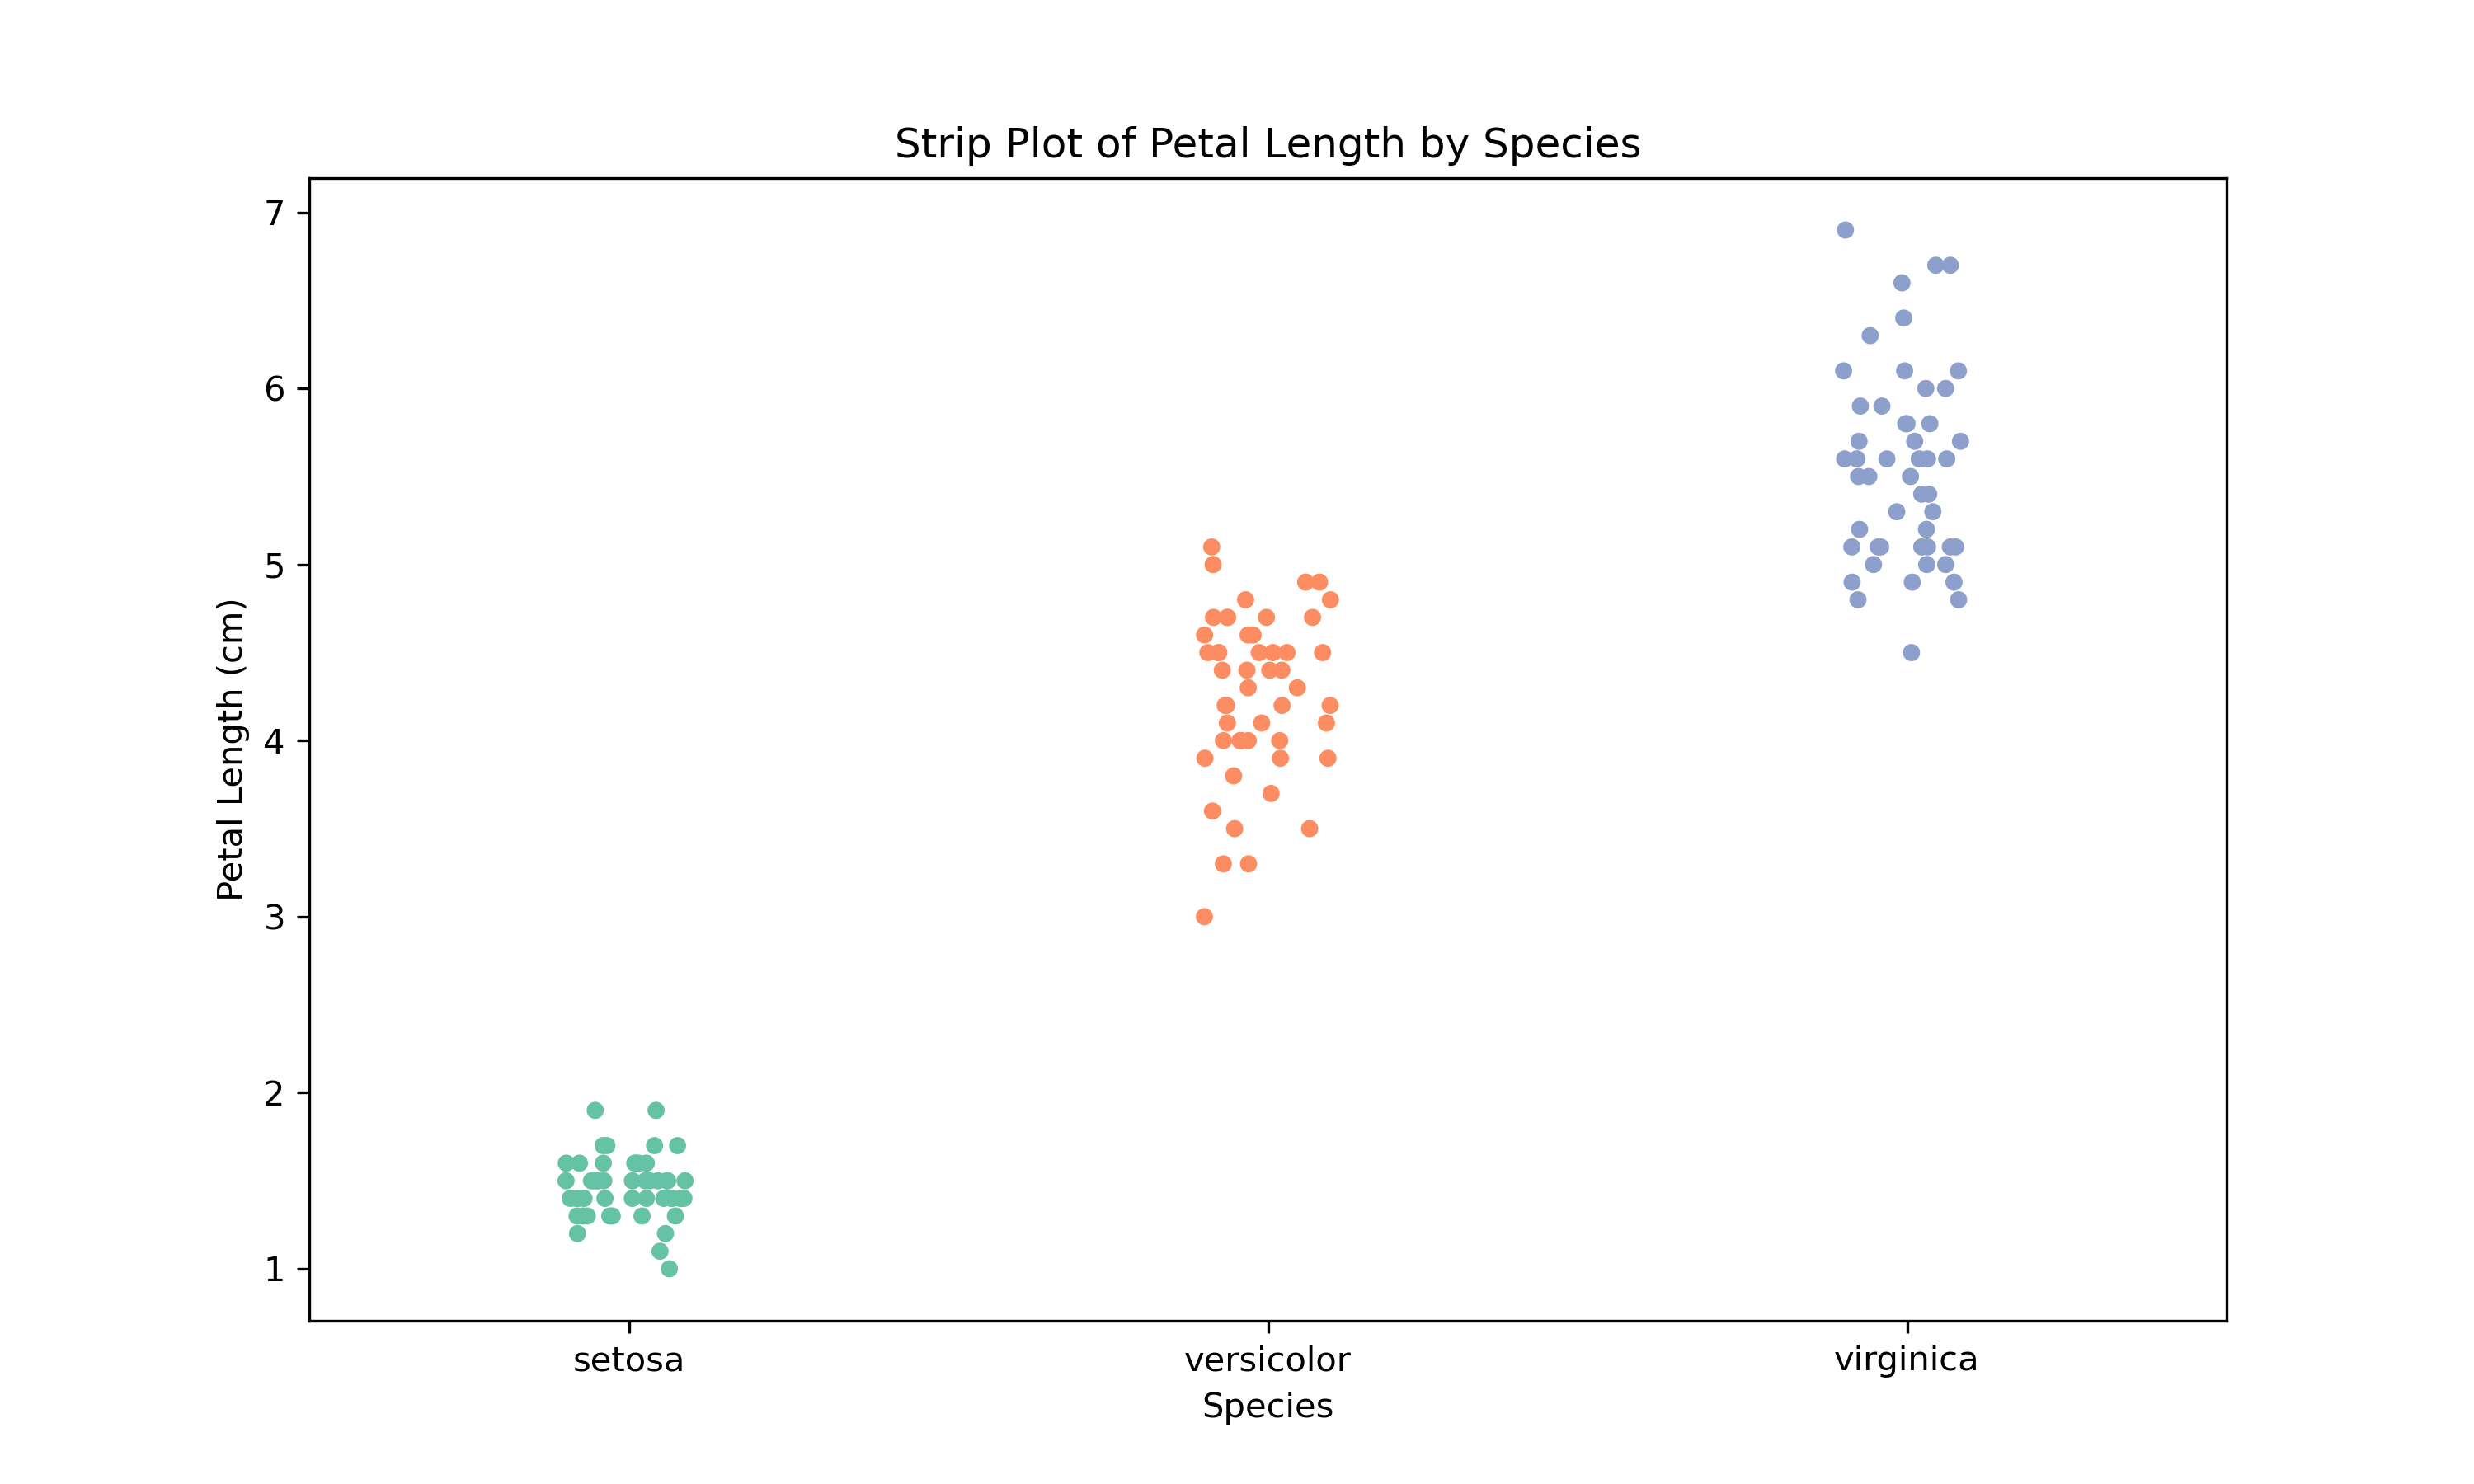 Strip Plot of Petal Length by Species
Petal Length (cm)
7
6
5
4
3
2
1
setosa
versicolor
virginica
Species